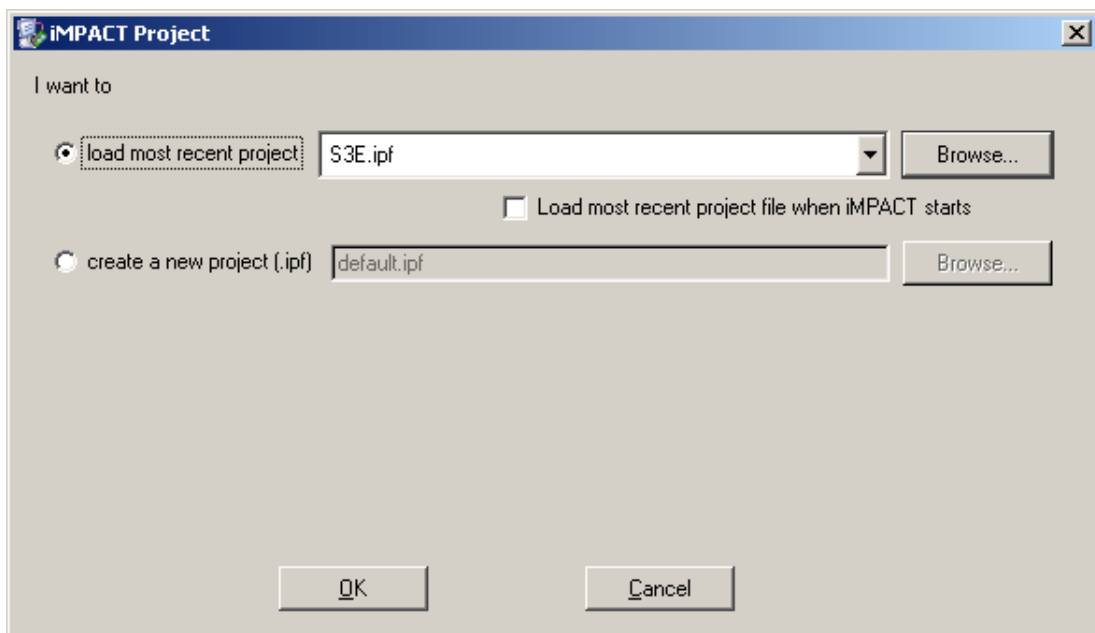 iMPACT Project
I want to
load most recent project S3E.ipf Browse...
Load most recent project file when iMPACT starts
create a new project (.ipf) default.ipf Browse...
OK Cancel